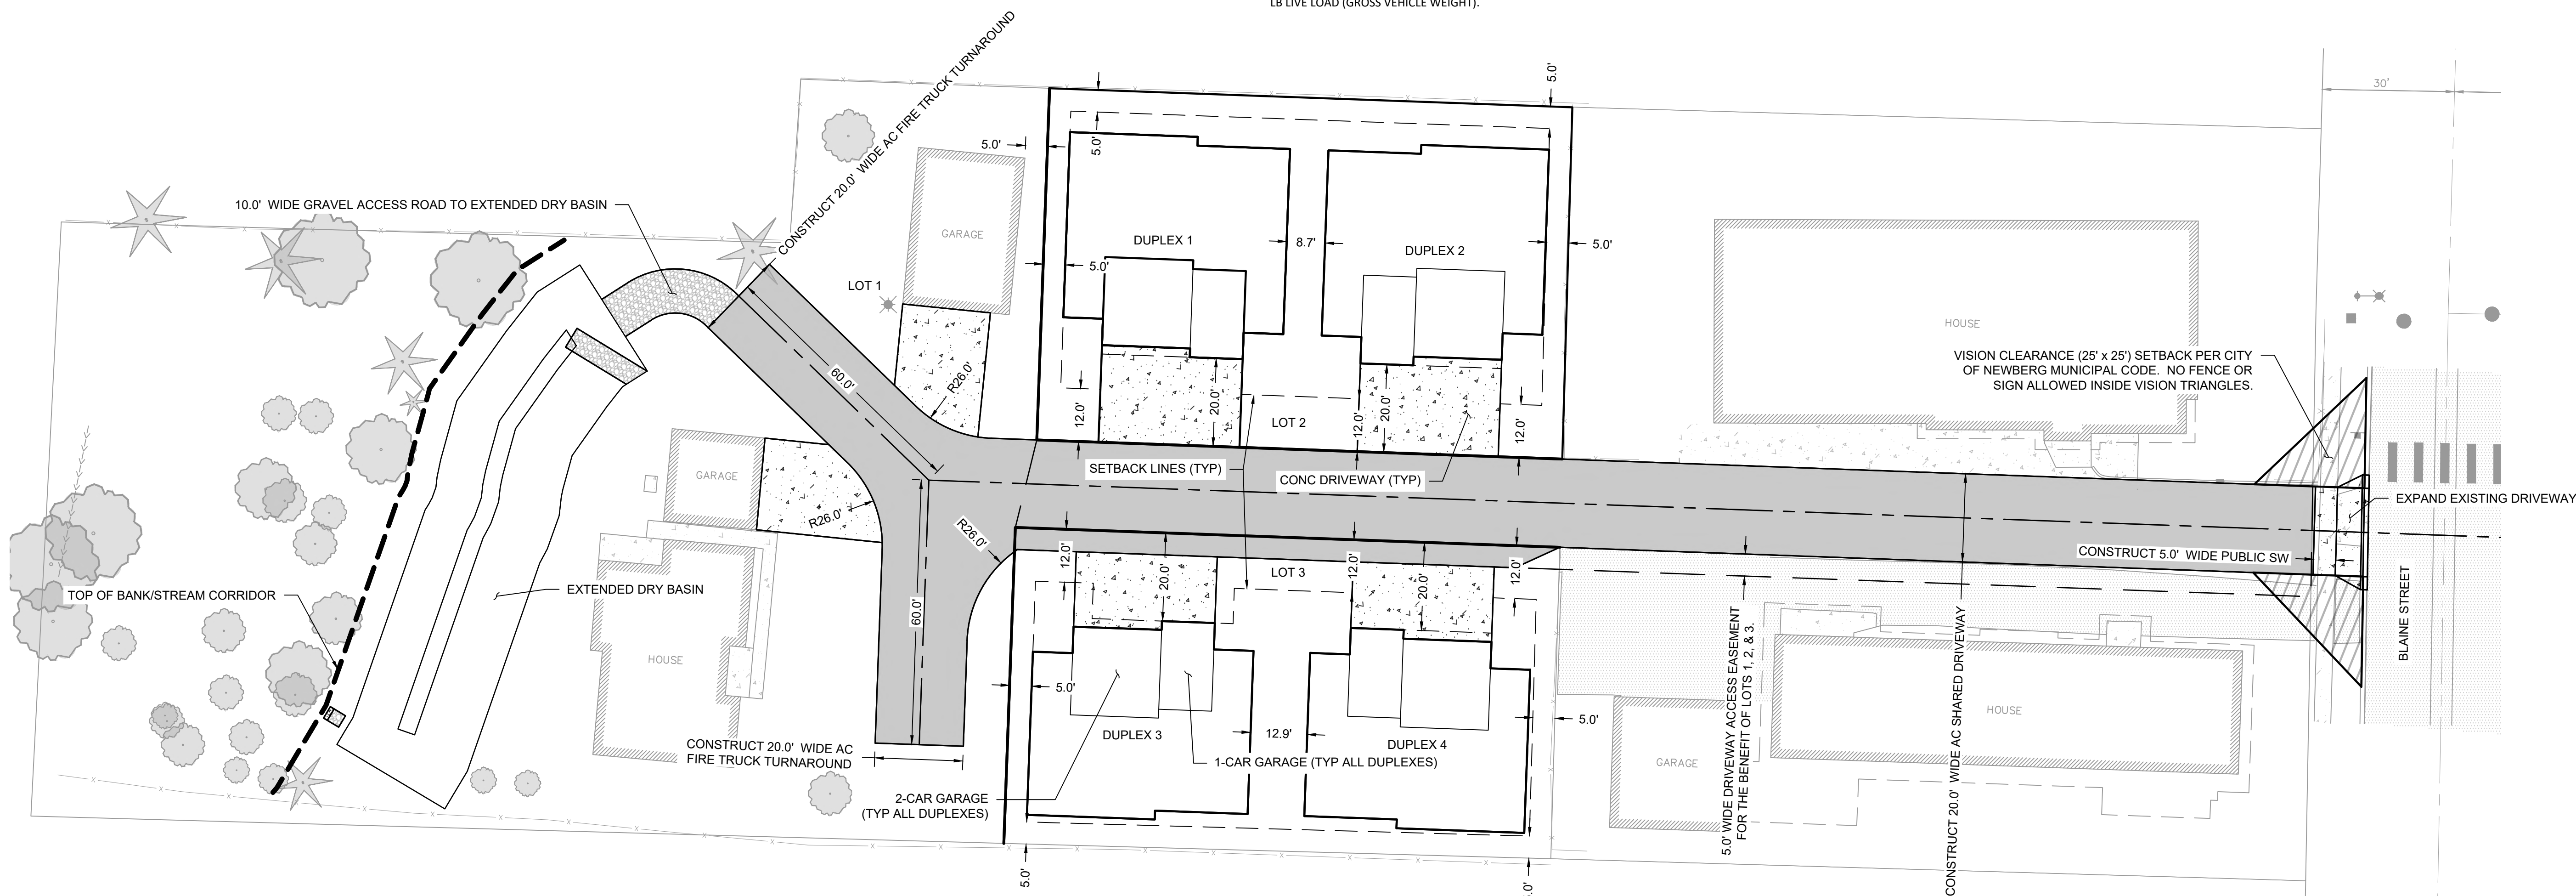 LB LIVE LOAD (GROSS VEHICLE WEIGHT).
CONSTRUCT 20.0' WIDE AC FIRE TRUCK TURNAROUND
5.0'
30'
5.0'
5.0'
10.0' WIDE GRAVEL ACCESS ROAD TO EXTENDED DRY BASIN
GARAGE
DUPLEX 1
8.7'
DUPLEX 2
5.0'
5.0'
LOT 1
HOUSE
VISION CLEARANCE (25' x 25') SETBACK PER CITY
OF NEWBERG MUNICIPAL CODE. NO FENCE OR
SIGN ALLOWED INSIDE VISION TRIANGLES.
60.0'
R26.0'
12.0'
20.0'
LOT 2
12.0'
20.0'
12.0'
SETBACK LINES (TYP)
CONC DRIVEWAY (TYP)
GARAGE
R26.0'
R26.0'
EXPAND EXISTING DRIVEWAY
CONSTRUCT 5.0' WIDE PUBLIC SW
12.0'
20.0'
LOT 3
12.0'
20.0'
12.0'
TOP OF BANK/STREAM CORRIDOR
EXTENDED DRY BASIN
60.0'
BLAINE STREET
HOUSE
5.0'
5.0'
HOUSE
5.0' WIDE DRIVEWAY ACCESS EASEMENT
FOR THE BENEFIT OF LOTS 1, 2, & 3.
CONSTRUCT 20.0' WIDE AC SHARED DRIVEWAY
DUPLEX 3
12.9'
DUPLEX 4
CONSTRUCT 20.0' WIDE AC
FIRE TRUCK TURNAROUND
1-CAR GARAGE (TYP ALL DUPLEXES)
GARAGE
2-CAR GARAGE
(TYP ALL DUPLEXES)
5.0'
.0'